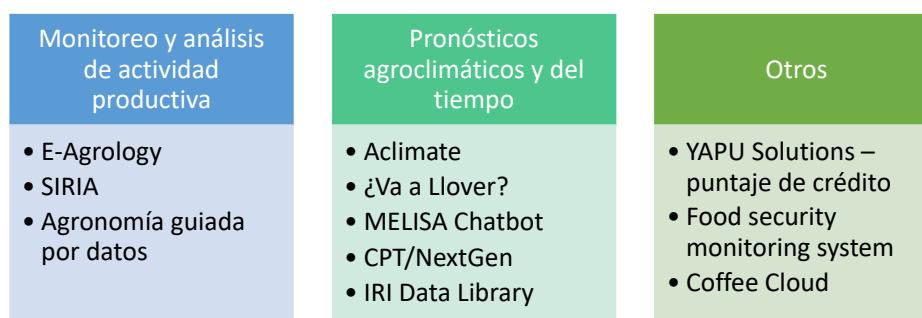 Monitoreo y análisis
de actividad
productiva
• E-Agrology
• SIRIA
• Agronomía guiada
por datos
Pronósticos
agroclimáticos y del
tiempo
• Aclimate
• ¿Va a Llover?
• MELISA Chatbot
• CPT/NextGen
• IRI Data Library
Otros
• YAPU Solutions –
puntaje de crédito
• Food security
monitoring system
• Coffee Cloud